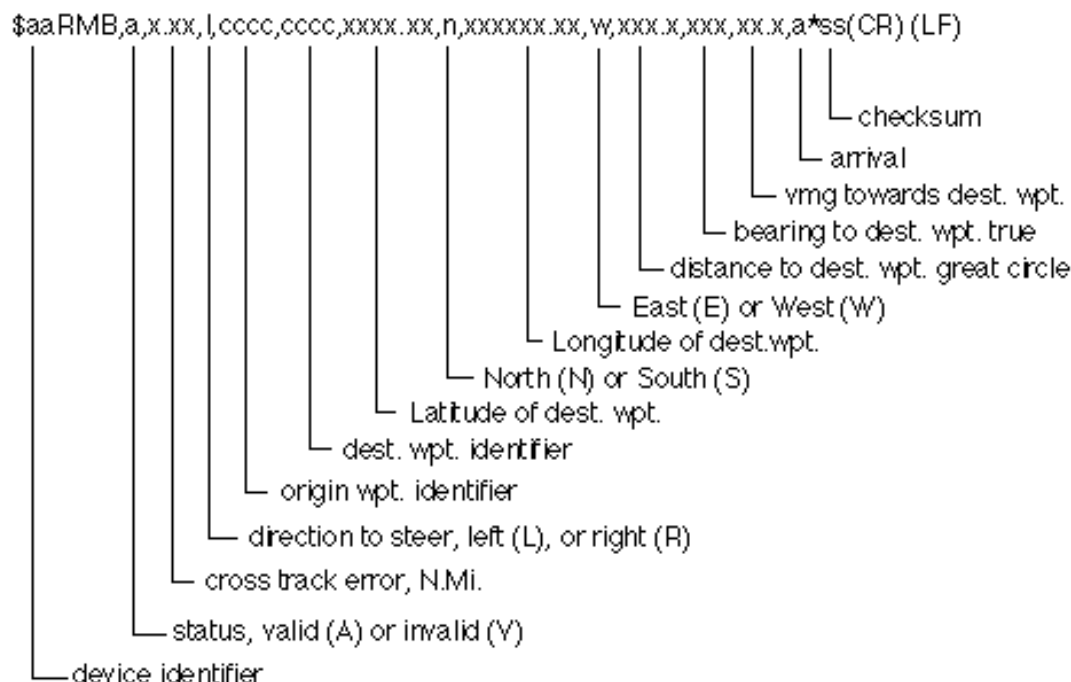 $aaRMB,a,x.xx,l,cccc,cccc,xxxx.xx,n,xxxxxx.xx,w,xxx.x,xxx,xx.x,a*ss(CR) (LF)
checksum
arrival
vmg towards dest. wpt.
bearing to dest. wpt. true
distance to dest. wpt. great circle
East (E) or West (W)
Longitude of dest.wpt.
North (N) or South (S)
Latitude of dest. wpt.
dest. wpt. identifier
origin wpt. identifier
direction to steer, left (L), or right (R)
cross track error, N.Mi.
status, valid (A) or invalid (V)
device identifier